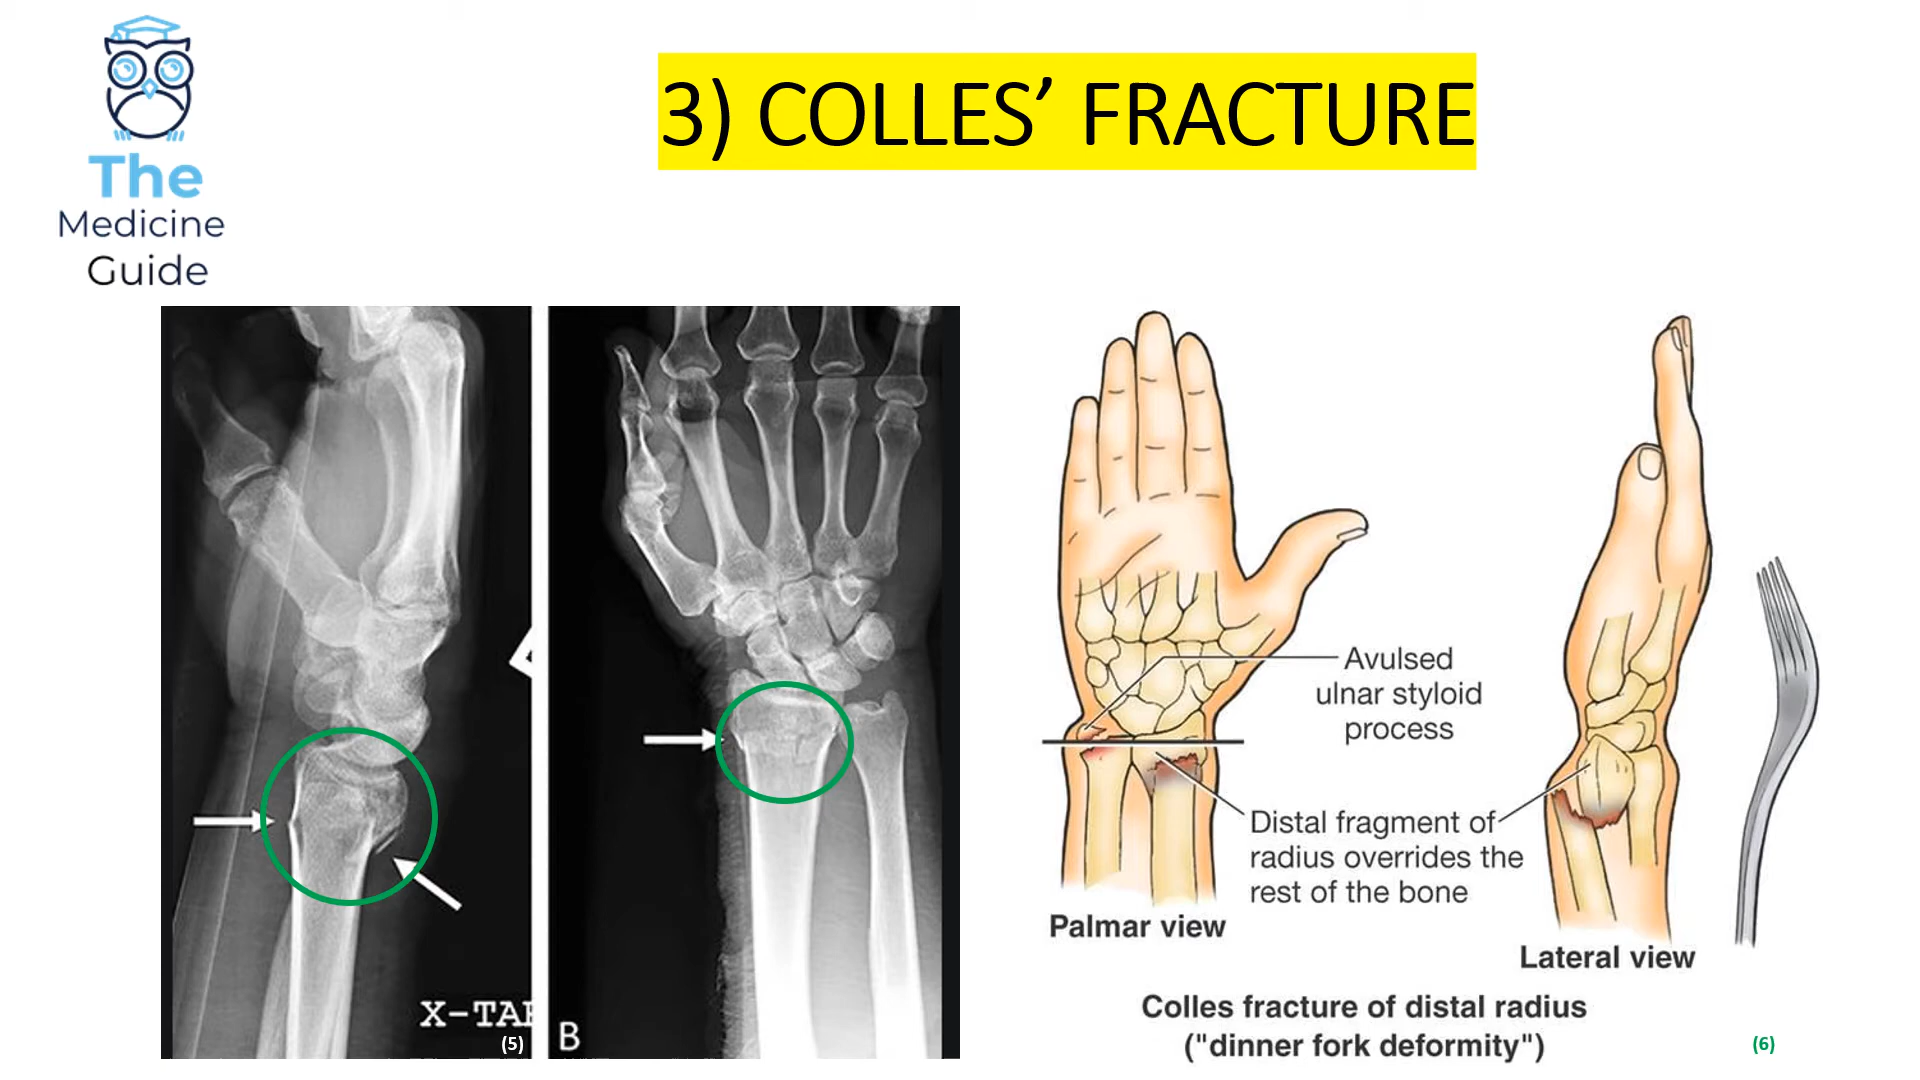 The
Medicine
Guide
3) COLLES’ FRACTURE
X-TA
(5)
B
Avulsed
ulnar styloid
process
Distal fragment of
radius overrides the
rest of the bone
Palmar view
Lateral view
Colles fracture of distal radius
("dinner fork deformity")
(6)